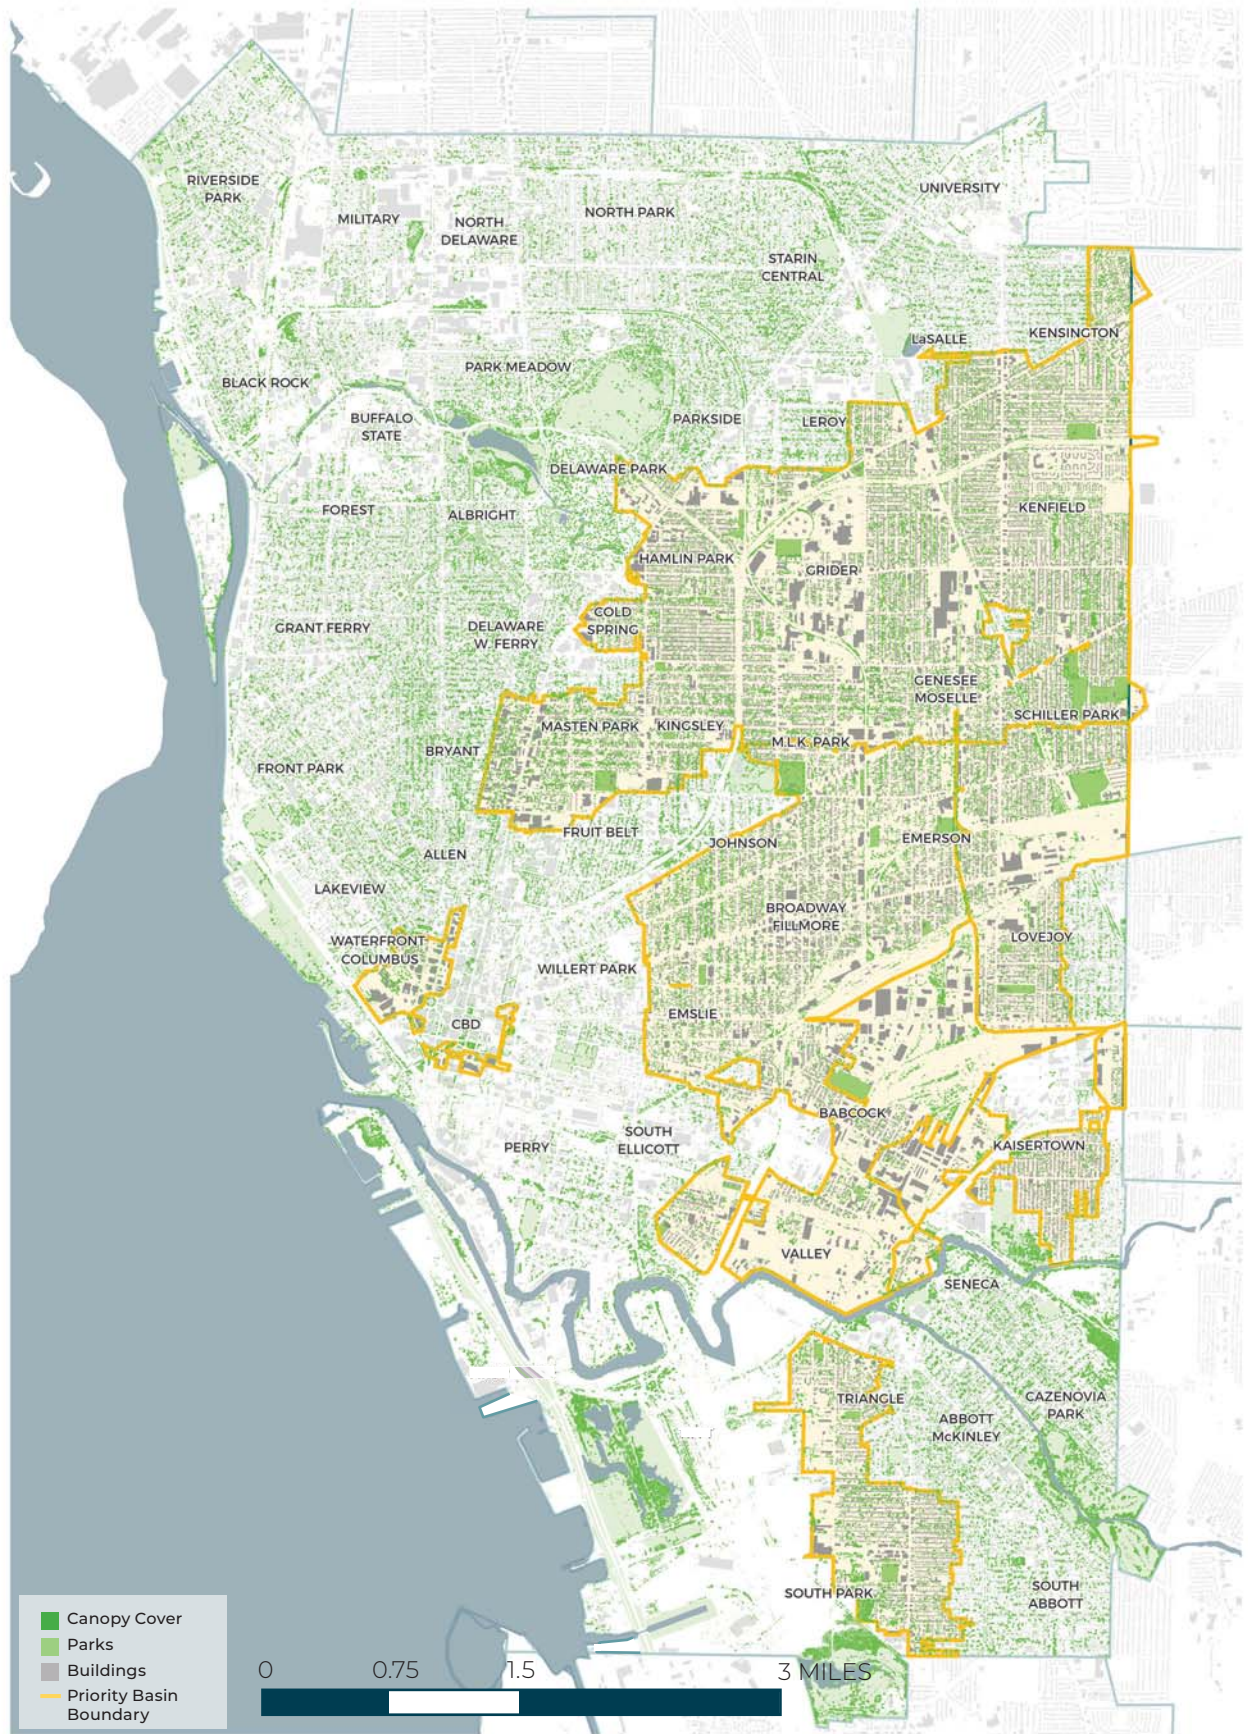 RIVERSIDE
PARK
MILITARY
NORTH
DELAWARE
NORTH PARK
UNIVERSITY
STARIN
CENTRAL
LaSALLE
KENSINGTON
BLACK ROCK
PARK MEADOW
BUFFALO
STATE
PARKSIDE
LEROY
DELAWARE PARK
FOREST
ALBRIGHT
KENFIELD
HAMLIN PARK
GRIDER
COLD
SPRING
GRANT FERRY
DELAWARE
W. FERRY
GENESEE
MOSELLE
SCHILLER PARK
MASTEN PARK
KINGSLEY
M.L.K. PARK
BRYANT
FRONT PARK
FRUIT BELT
JOHNSON
EMERSON
ALLEN
LAKEVIEW
BROADWAY
FILLMORE
LOVEJOY
WATERFRONT
COLUMBUS
WILLERT PARK
CBD
EMSLIE
BABCOCK
PERRY
SOUTH
ELLICOTT
KAISERTOWN
VALLEY
SENECA
TRIANGLE
CAZENOVIA
PARK
ABBOTT
McKINLEY
SOUTH PARK
SOUTH
ABBOTT
Canopy Cover
Parks
Buildings
Priority Basin
Boundary
0 0.75 1.5 3 MILES